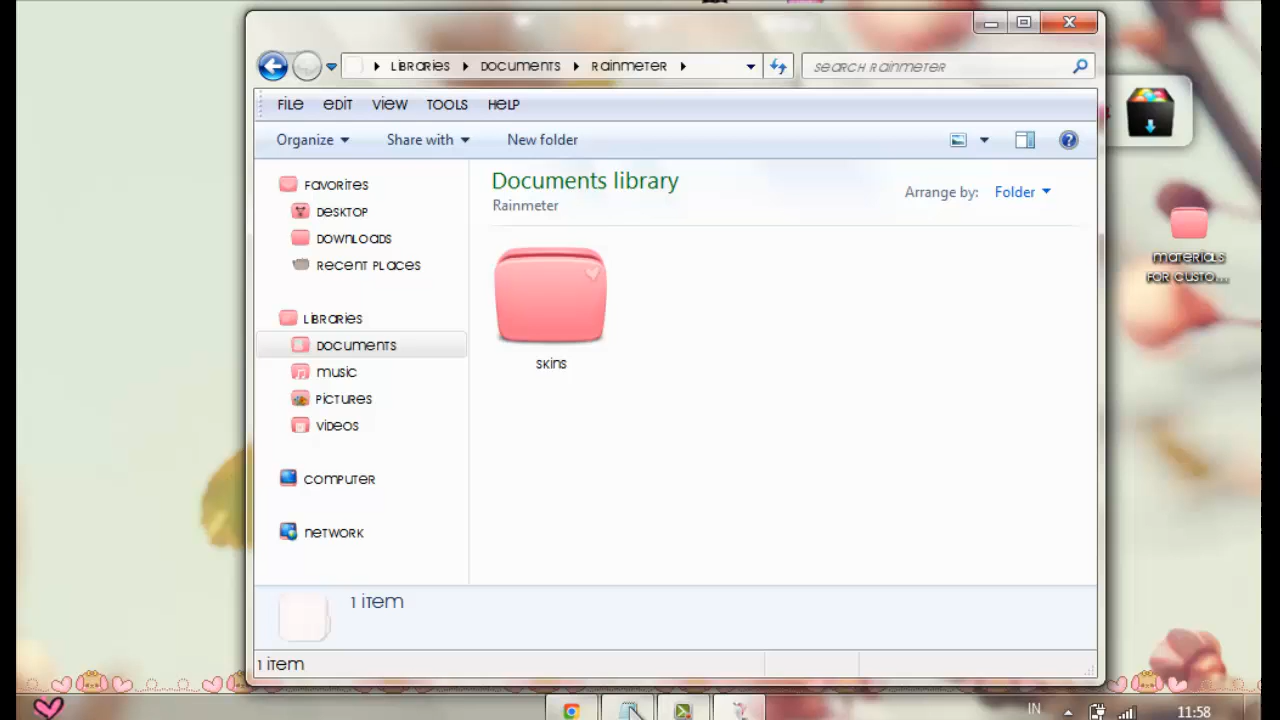 LIBRARIES DOCUMENTS RAINMETER
SEARCH RAINMETER
FILE EDIT VIEW TOOLS HELP
Organize Share with New folder
FAVORITES
DESKTOP
DOWNLOADS
RECENT PLACES
LIBRARIES
DOCUMENTS
MUSIC
PICTURES
VIDEOS
COMPUTER
NETWORK
Documents library
Rainmeter
Arrange by: Folder
SKINS
MATERIALS
FOR CUSTO...
1 ITEM
1 ITEM
IN
11:58